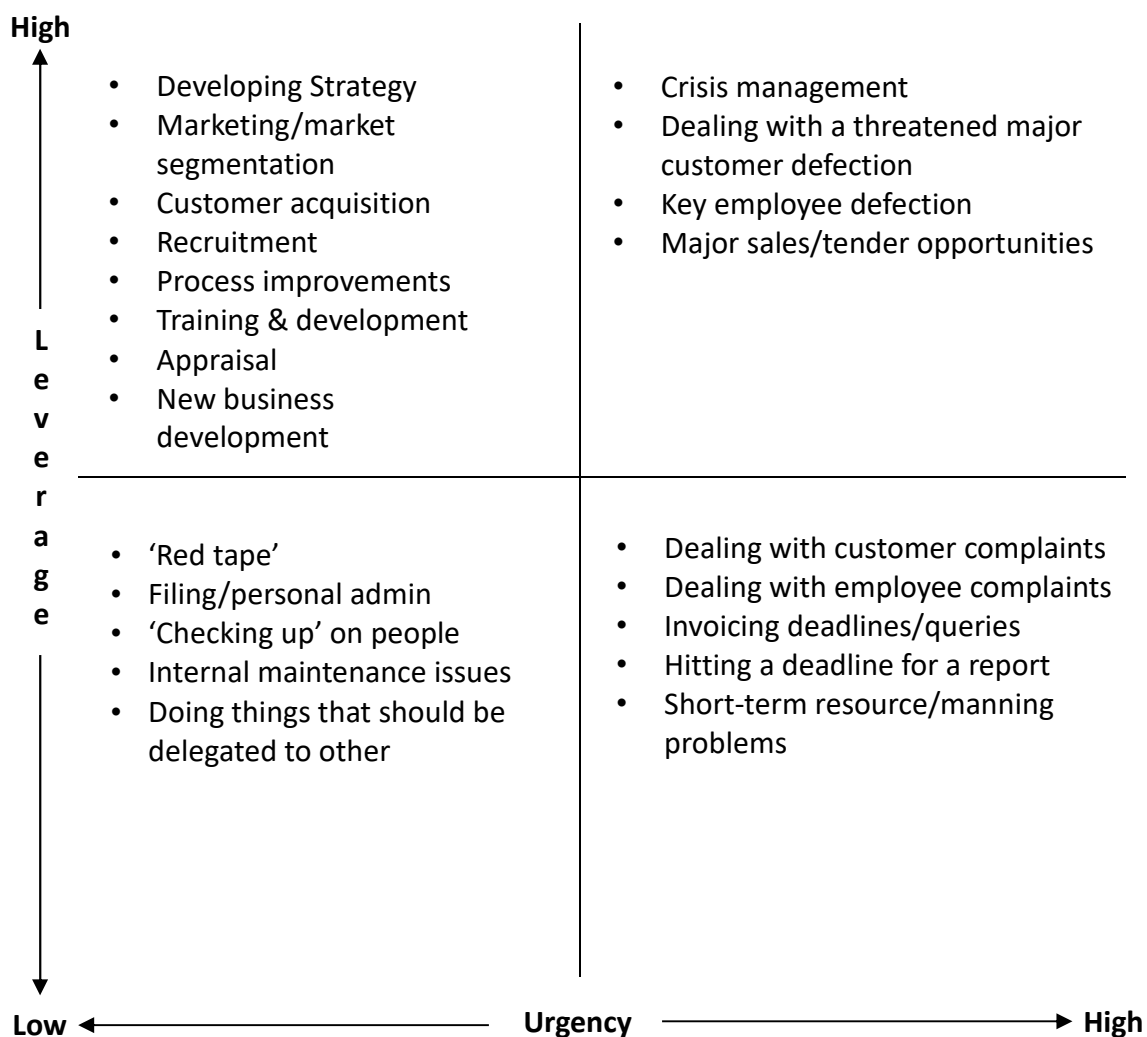 High
• Developing Strategy
• Marketing/market
segmentation
• Customer acquisition
• Recruitment
• Process improvements
• Training & development
• Appraisal
• New business
development
• Crisis management
• Dealing with a threatened major
customer defection
• Key employee defection
• Major sales/tender opportunities
L
e
v
e
r
a
g
e
• ‘Red tape’
• Filing/personal admin
• ‘Checking up’ on people
• Internal maintenance issues
• Doing things that should be
delegated to other
• Dealing with customer complaints
• Dealing with employee complaints
• Invoicing deadlines/queries
• Hitting a deadline for a report
• Short-term resource/manning
problems
Low
Urgency
High